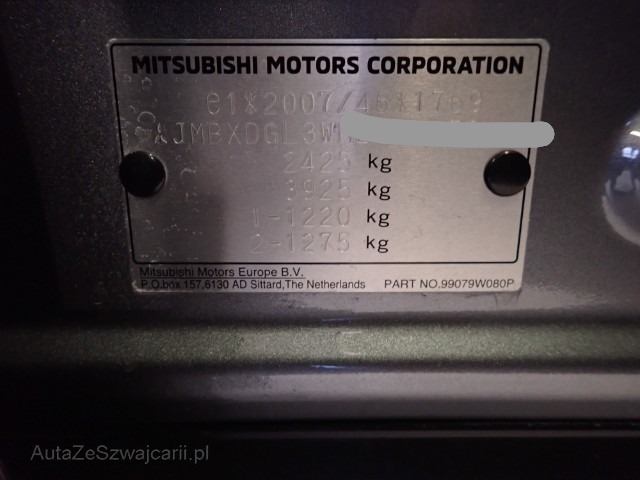 MITSUBISHI MOTORS CORPORATION
e1*2007/46*1769
JMBXDGL3W
2425 kg
3925 kg
1-1220 kg
2-1275 kg
Mitsubishi Motors Europe B.V.
P.O.box 157,6130 AD Sittard,The Netherlands
PART NO.99079W080P
AutaZeSzwajcarii.pl